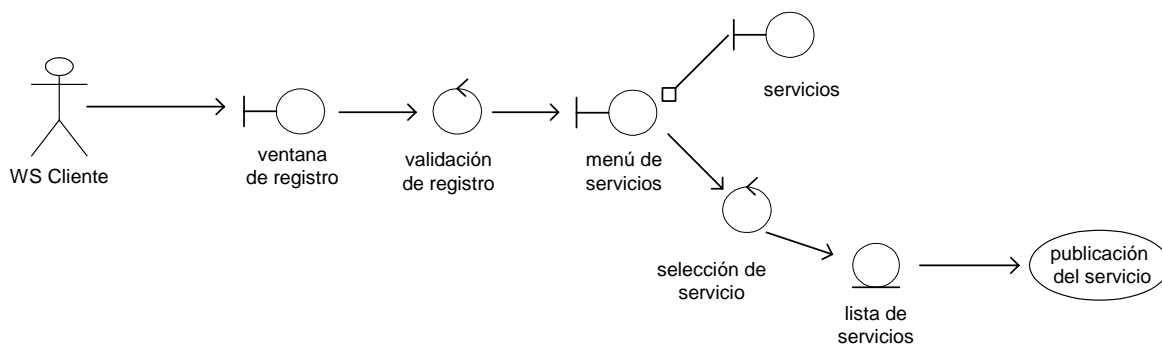 servicios
WS Cliente
ventana
de registro
validación
de registro
menú de
servicios
selección de
servicio
lista de
servicios
publicación
del servicio